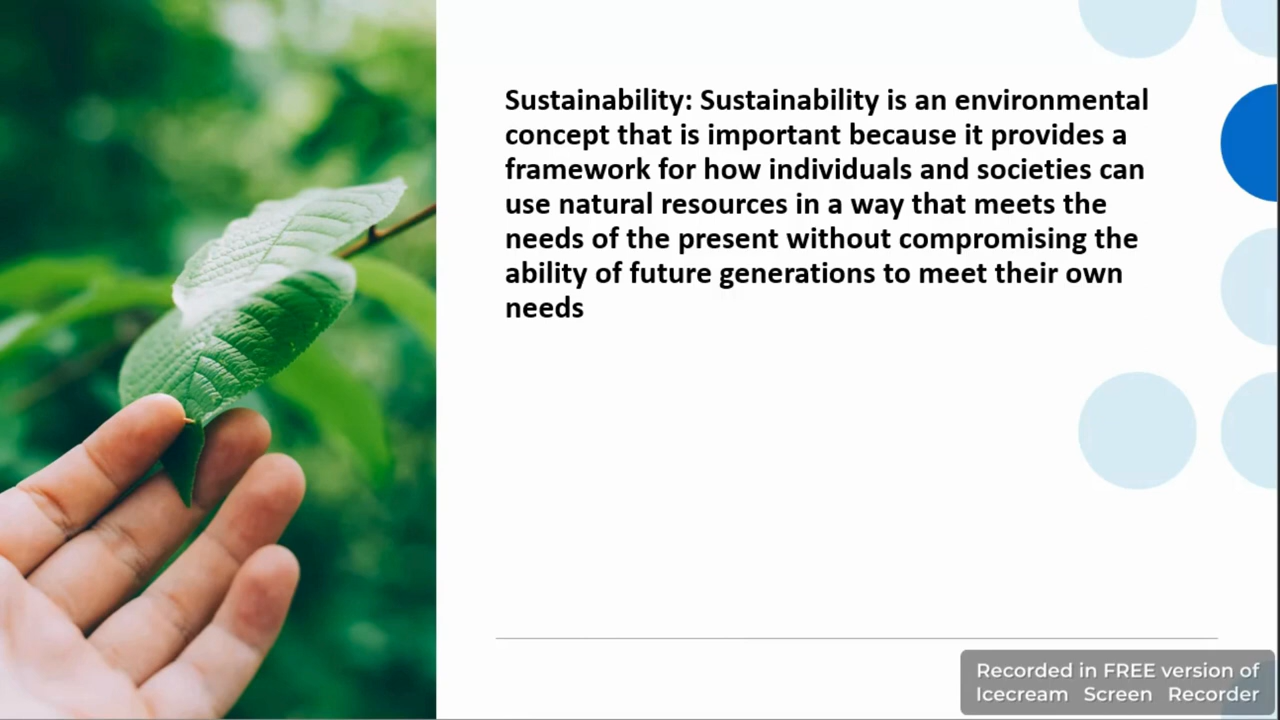 Sustainability: Sustainability is an environmental
concept that is important because it provides a
framework for how individuals and societies can
use natural resources in a way that meets the
needs of the present without compromising the
ability of future generations to meet their own
needs
Recorded in FREE version of
Icecream Screen Recorder